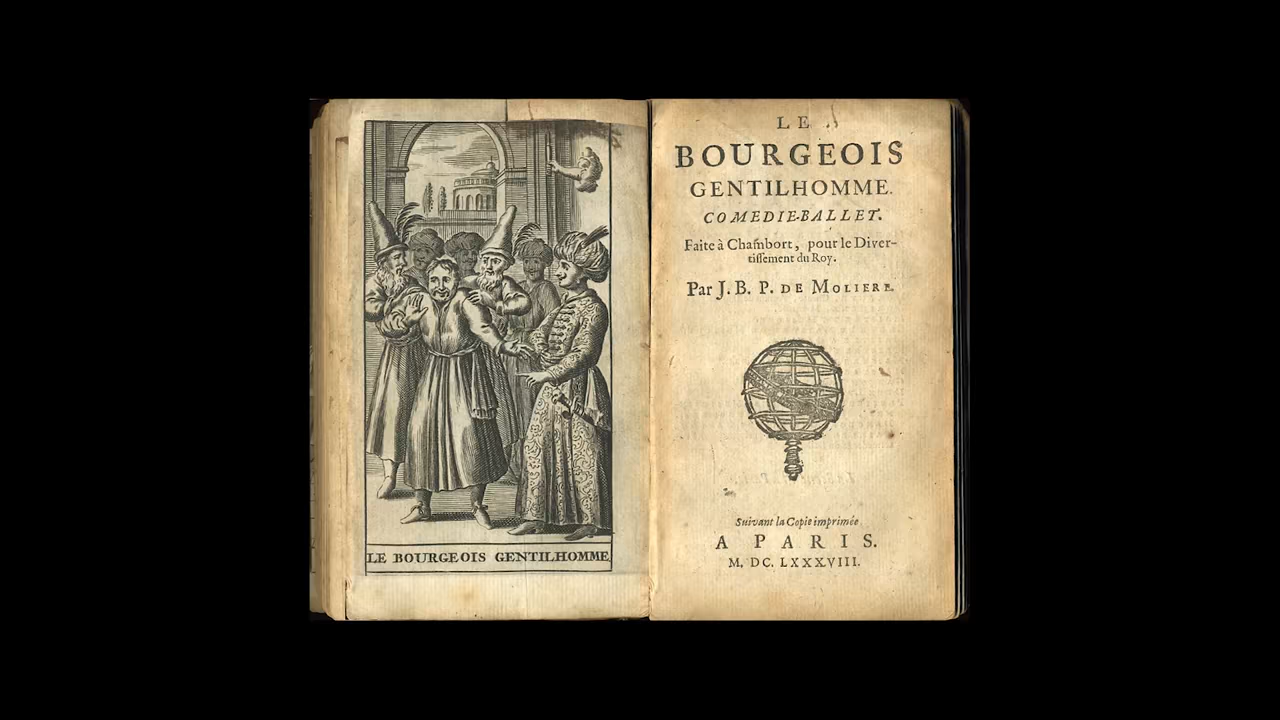 LE BOURGEOIS GENTILHOMME
LE
BOURGEOIS
GENTILHOMME.
COMEDIE-BALLET.
Faite à Chambort, pour le Diver-
tissement du Roy.
Par J. B. P. DE MOLIERE.
Suivant la Copie imprimée
A PARIS.
M. DC. LXXXVIII.